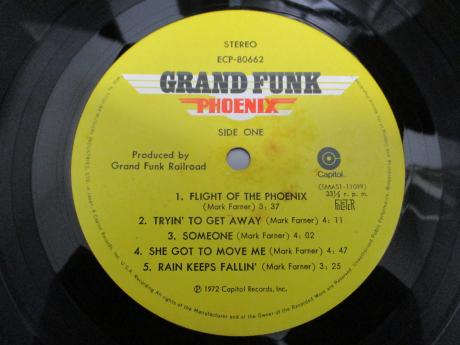 STEREO
ECP-80662
GRAND FUNK
PHOENIX
SIDE ONE
Produced by
Grand Funk Railroad
Capitol
(SMAS1-11099)
33⅓ r. p. m.
1. FLIGHT OF THE PHOENIX
(Mark Farner) 3:37
2. TRYIN' TO GET AWAY (Mark Farner) 4:11
3. SOMEONE (Mark Farner) 4:02
4. SHE GOT TO MOVE ME (Mark Farner) 4:47
5. RAIN KEEPS FALLIN' (Mark Farner) 3:25
Ⓟ © 1972 Capitol Records, Inc.